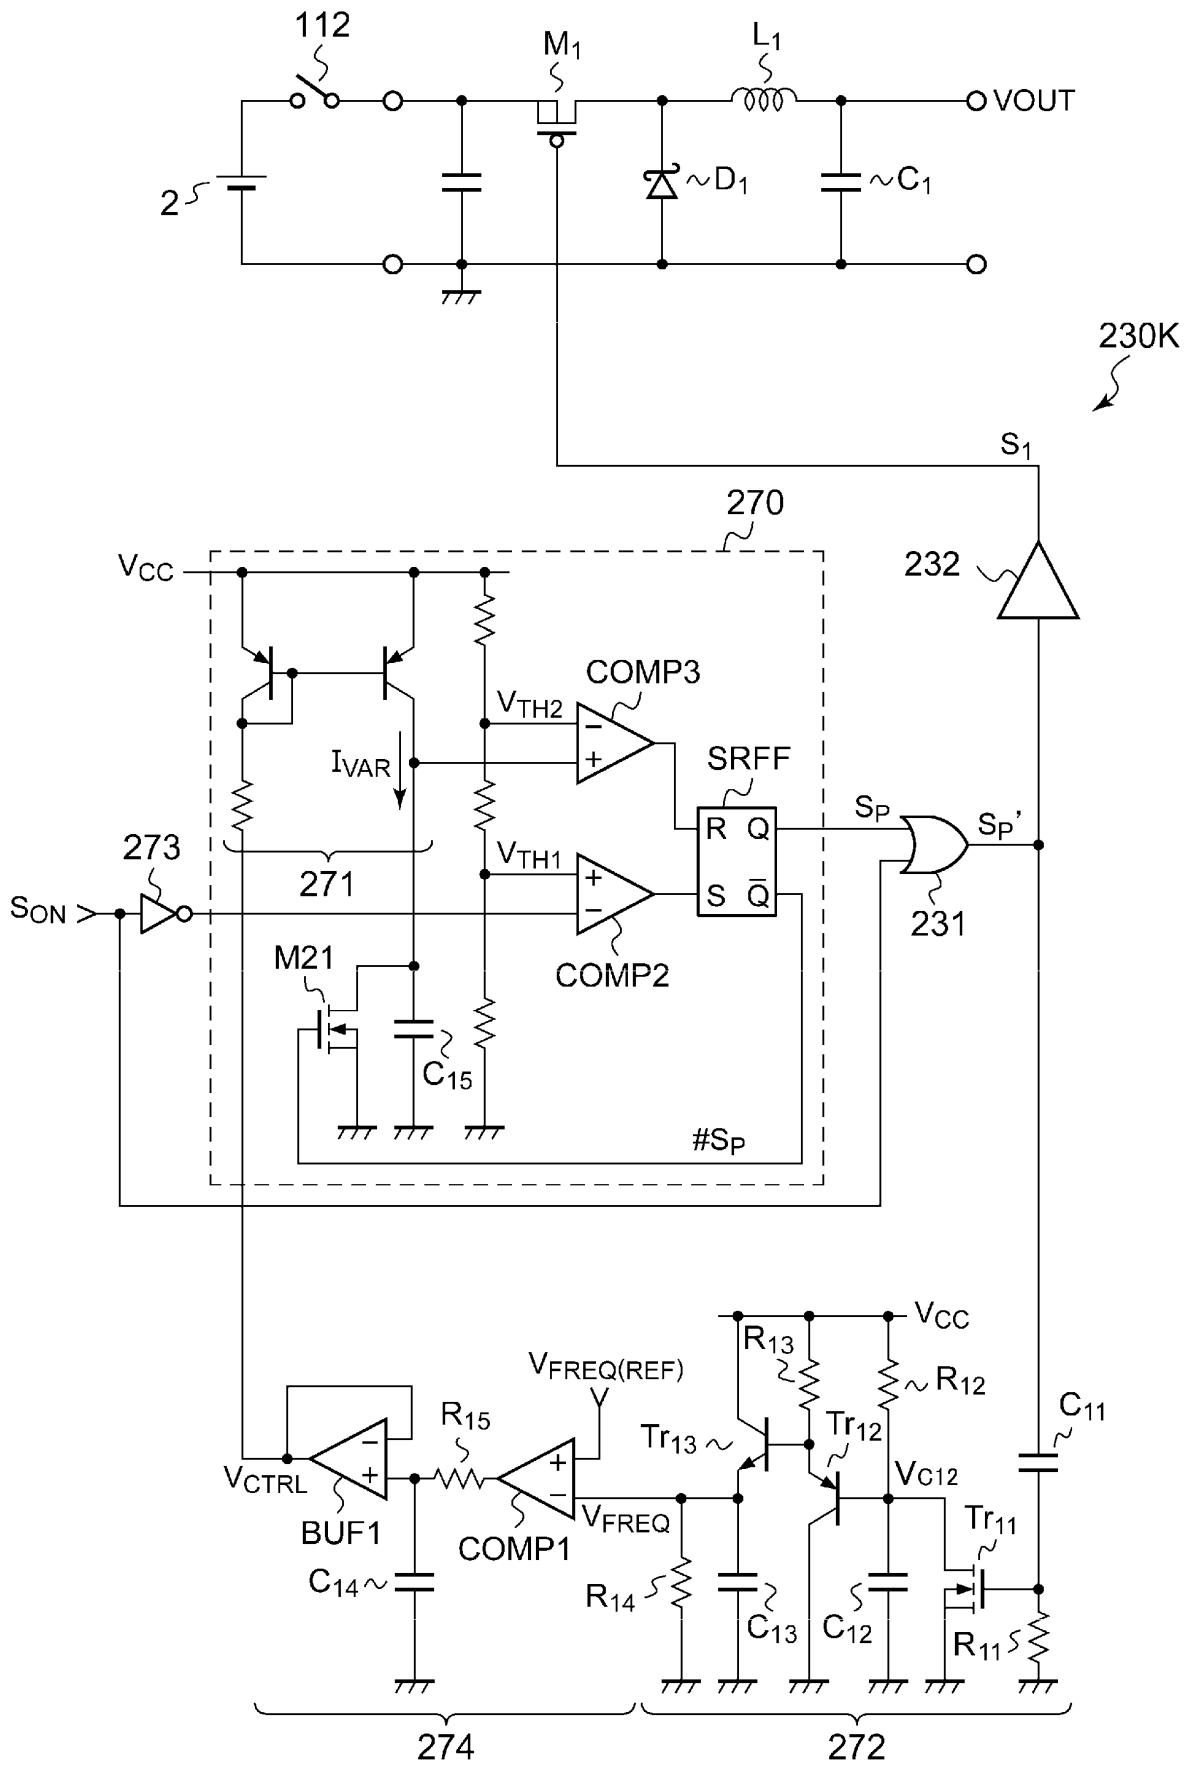 112
M1
L1
VOUT
2
D1
C1
230K
S1
270
232
VCC
COMP3
VTH2
−
+
IVAR
SRFF
SP
SP’
R Q
273
VTH1
+
−
S Q̅
271
SON
231
M21
COMP2
C15
#SP
VCC
R13
R12
VFREQ(REF)
C11
R15
Tr13
Tr12
VC12
−
+
+
−
VCTRL
VFREQ
Tr11
BUF1
COMP1
C14
R14
C13
C12
R11
274
272